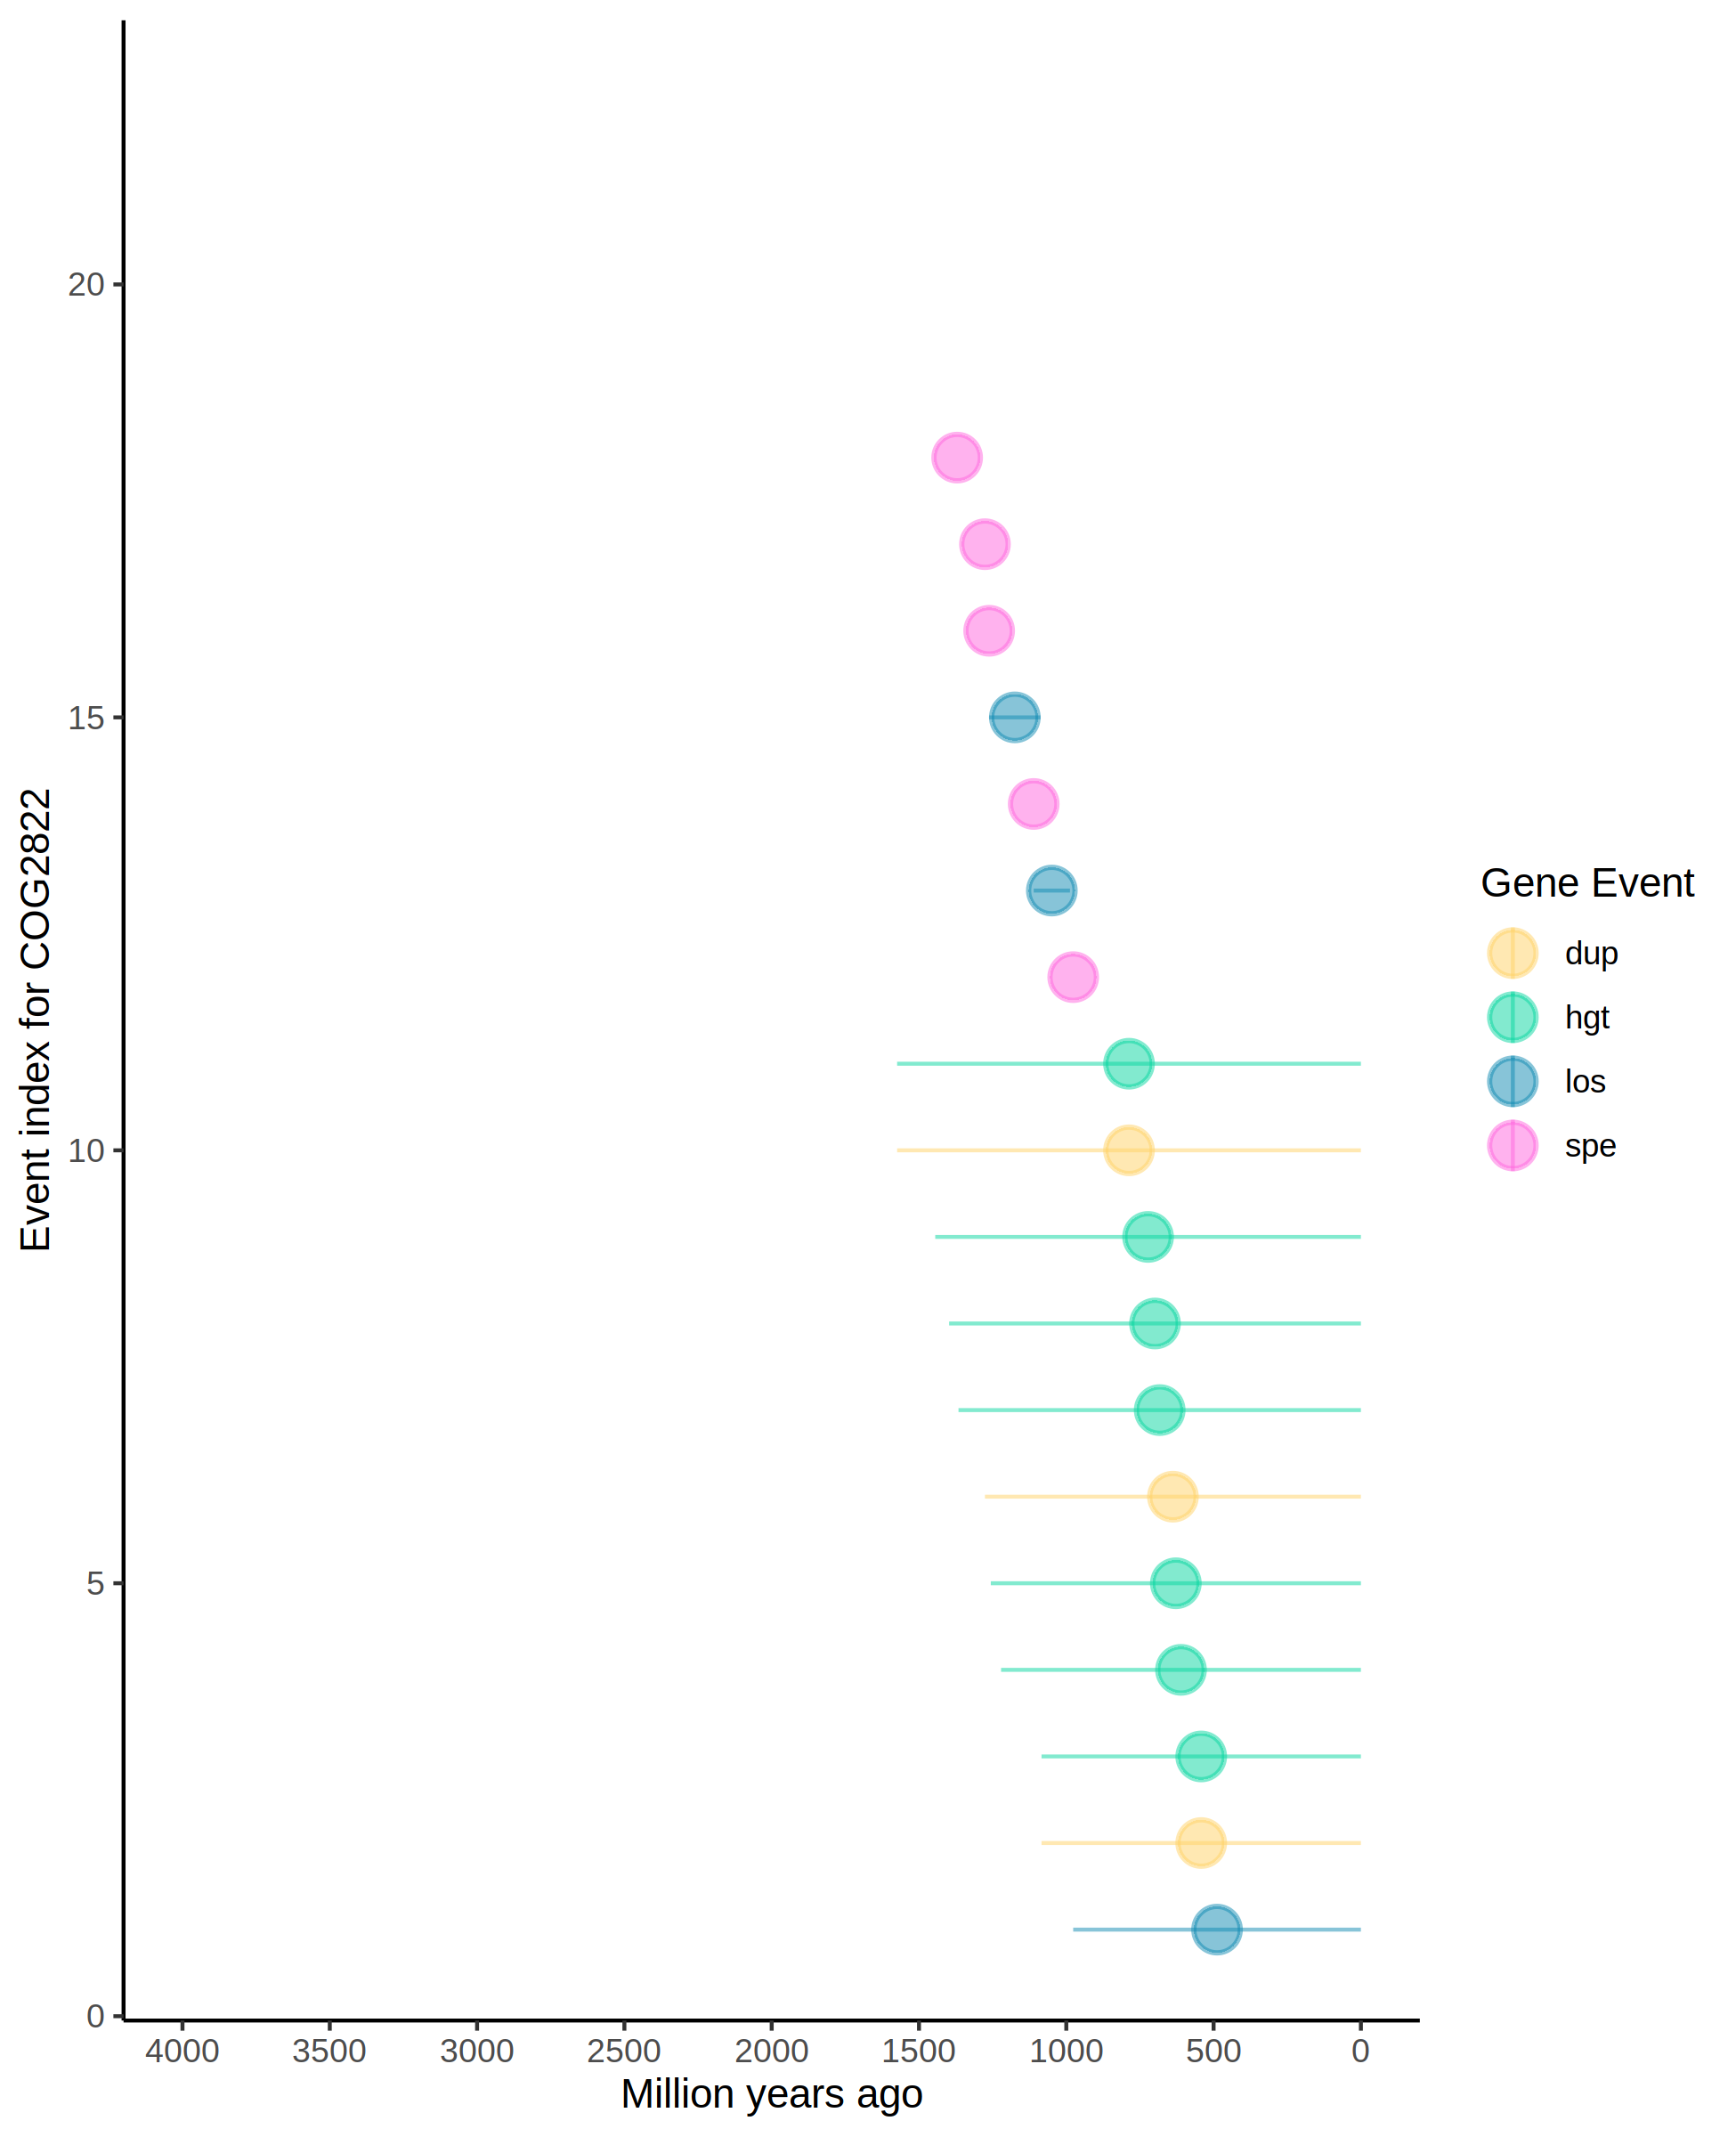 20
15
10
5
0
Event index for COG2822
4000 3500 3000 2500 2000 1500 1000 500 0
Million years ago
Gene Event
dup
hgt
los
spe